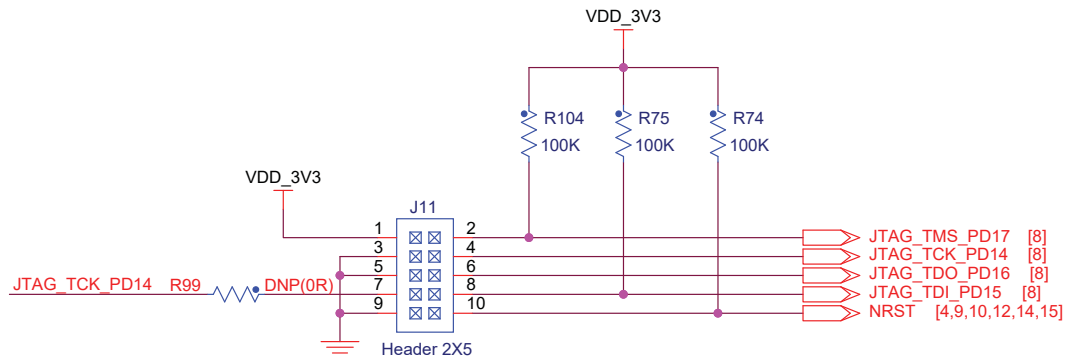 VDD_3V3
R104
100K
R75
100K
R74
100K
VDD_3V3
J11
1 2
3 4
5 6
7 8
9 10
JTAG_TMS_PD17 [8]
JTAG_TCK_PD14 [8]
JTAG_TDO_PD16 [8]
JTAG_TDI_PD15 [8]
NRST [4,9,10,12,14,15]
JTAG_TCK_PD14 R99 DNP(0R)
Header 2X5